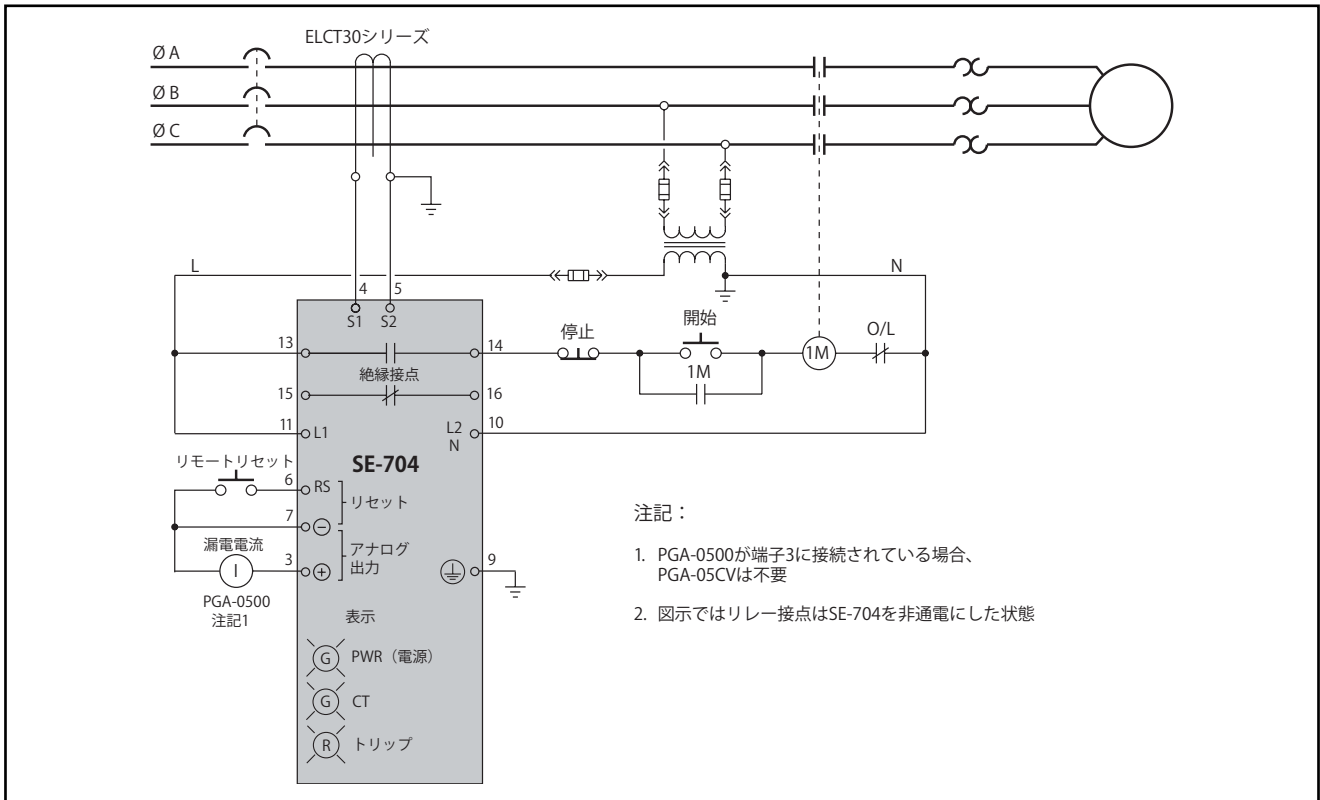 ELCT30シリーズ
Ø A
Ø B
Ø C
L
N
4
5
S1
S2
13
14
絶縁接点
15
16
11
L1
L2
N
10
停止
開始
1M
1M
O/L
SE-704
リモートリセット
6
RS
リセット
7
−
漏電電流
I
3
+
アナログ
出力
9
PGA-0500
注記1
表示
G
PWR（電源）
G
CT
R
トリップ
注記：
1. PGA-0500が端子3に接続されている場合、
PGA-05CVは不要
2. 図示ではリレー接点はSE-704を非通電にした状態